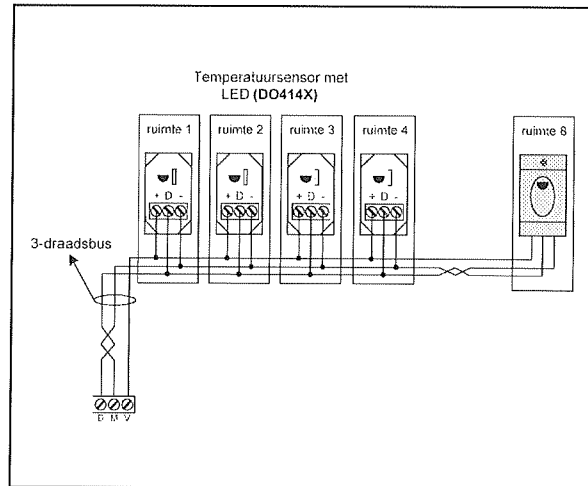 Temperatuursensor met
LED (DO414X)
ruimte 1
ruimte 2
ruimte 3
ruimte 4
ruimte 8
+ D -
+ D -
+ D -
+ D -
3-draadsbus
D M V